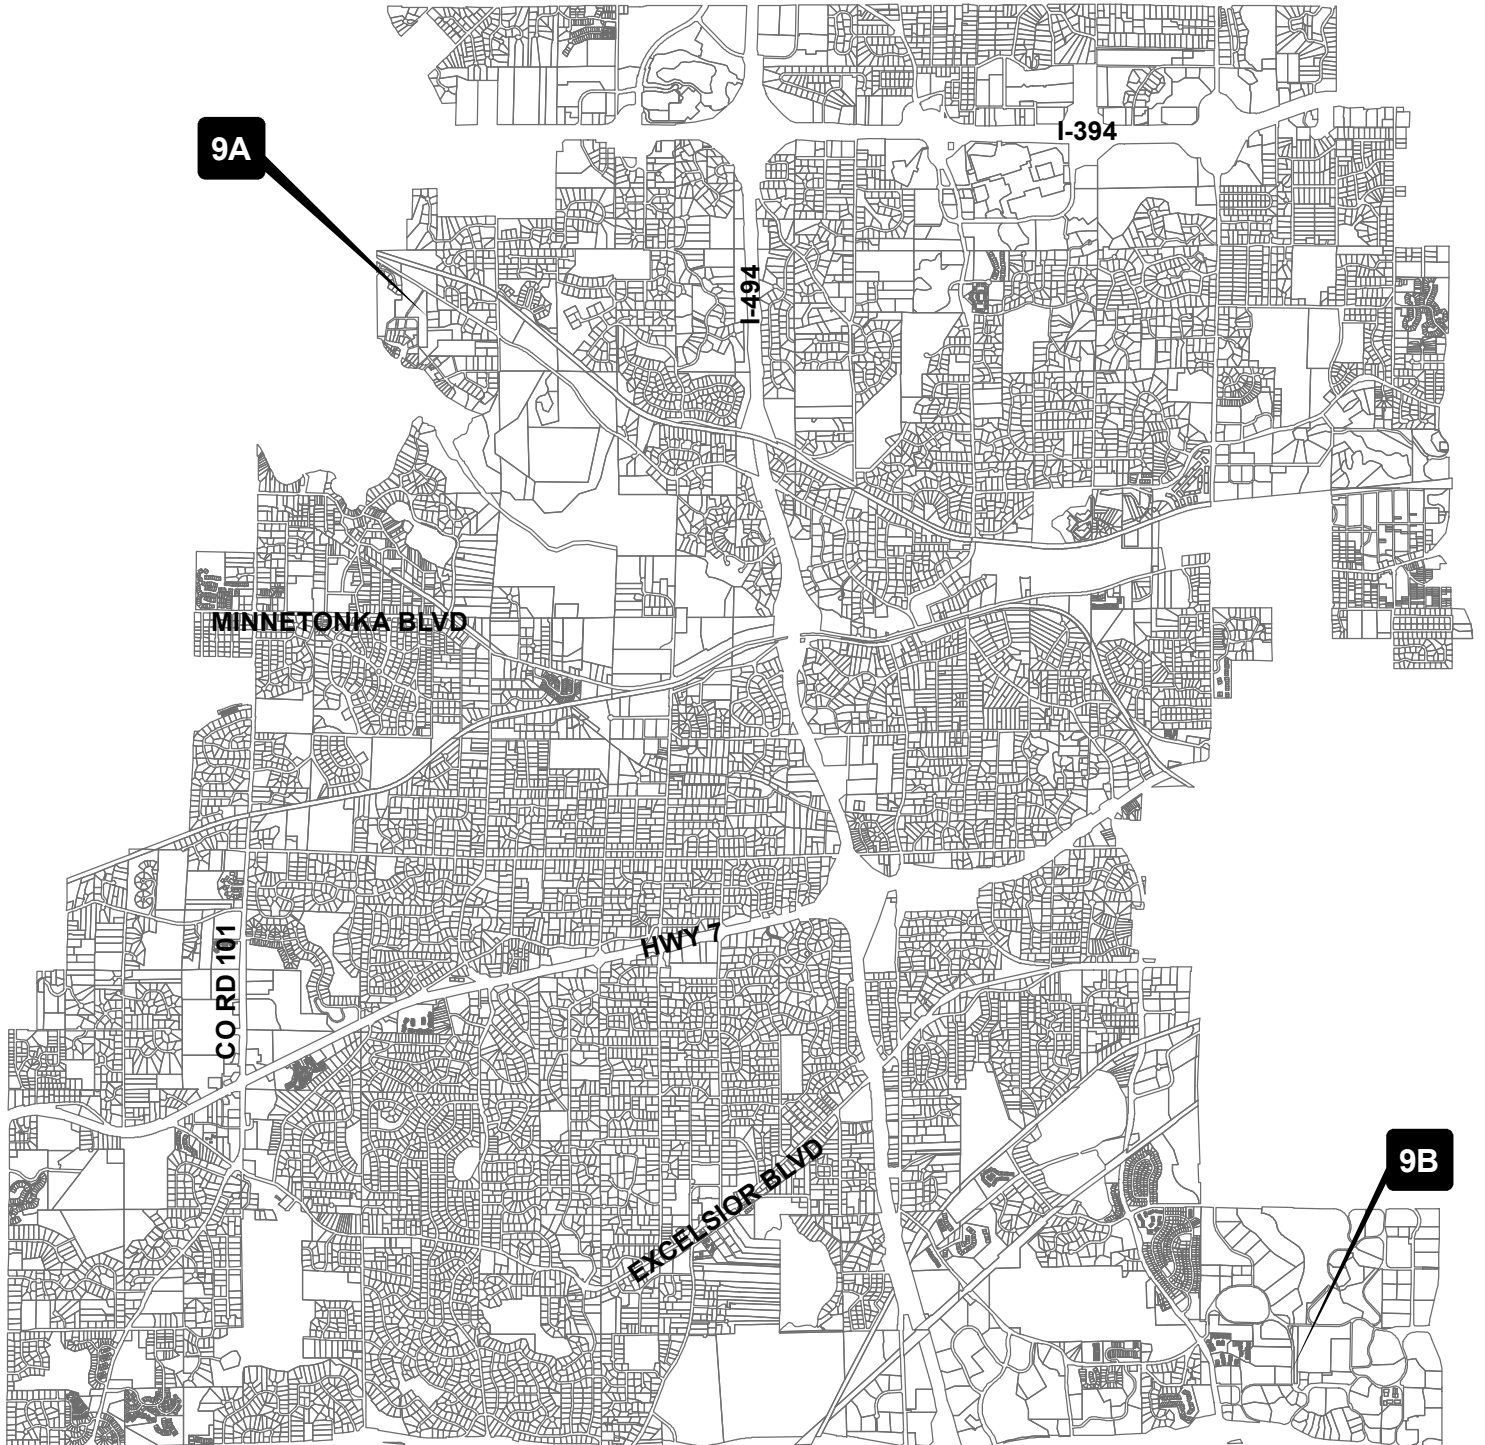 I-394
9A
I-494
MINNETONKA BLVD
HWY 7
CO RD 101
9B
EXCELSIOR BLVD